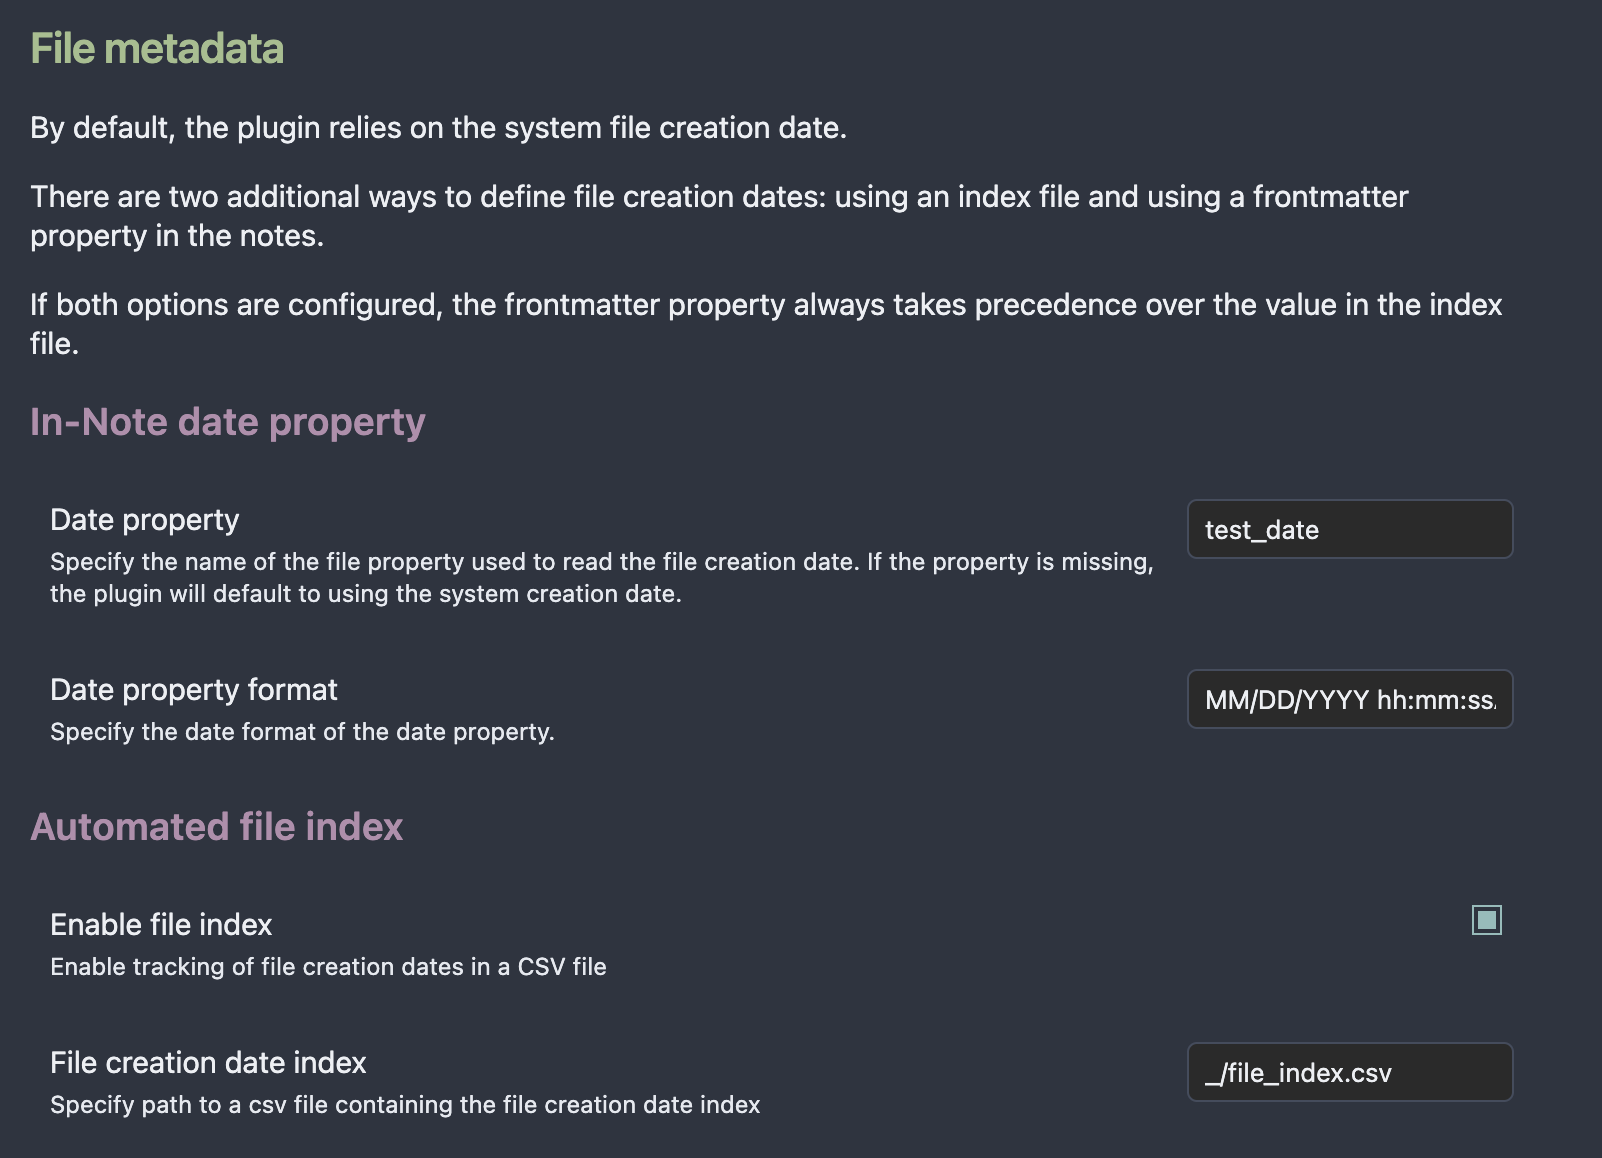 File metadata
By default, the plugin relies on the system file creation date.
There are two additional ways to define file creation dates: using an index file and using a frontmatter
property in the notes.
If both options are configured, the frontmatter property always takes precedence over the value in the index
file.
In-Note date property
Date property
test_date
Specify the name of the file property used to read the file creation date. If the property is missing,
the plugin will default to using the system creation date.
Date property format
MM/DD/YYYY hh:mm:ss
Specify the date format of the date property.
Automated file index
Enable file index
Enable tracking of file creation dates in a CSV file
File creation date index
_/file_index.csv
Specify path to a csv file containing the file creation date index